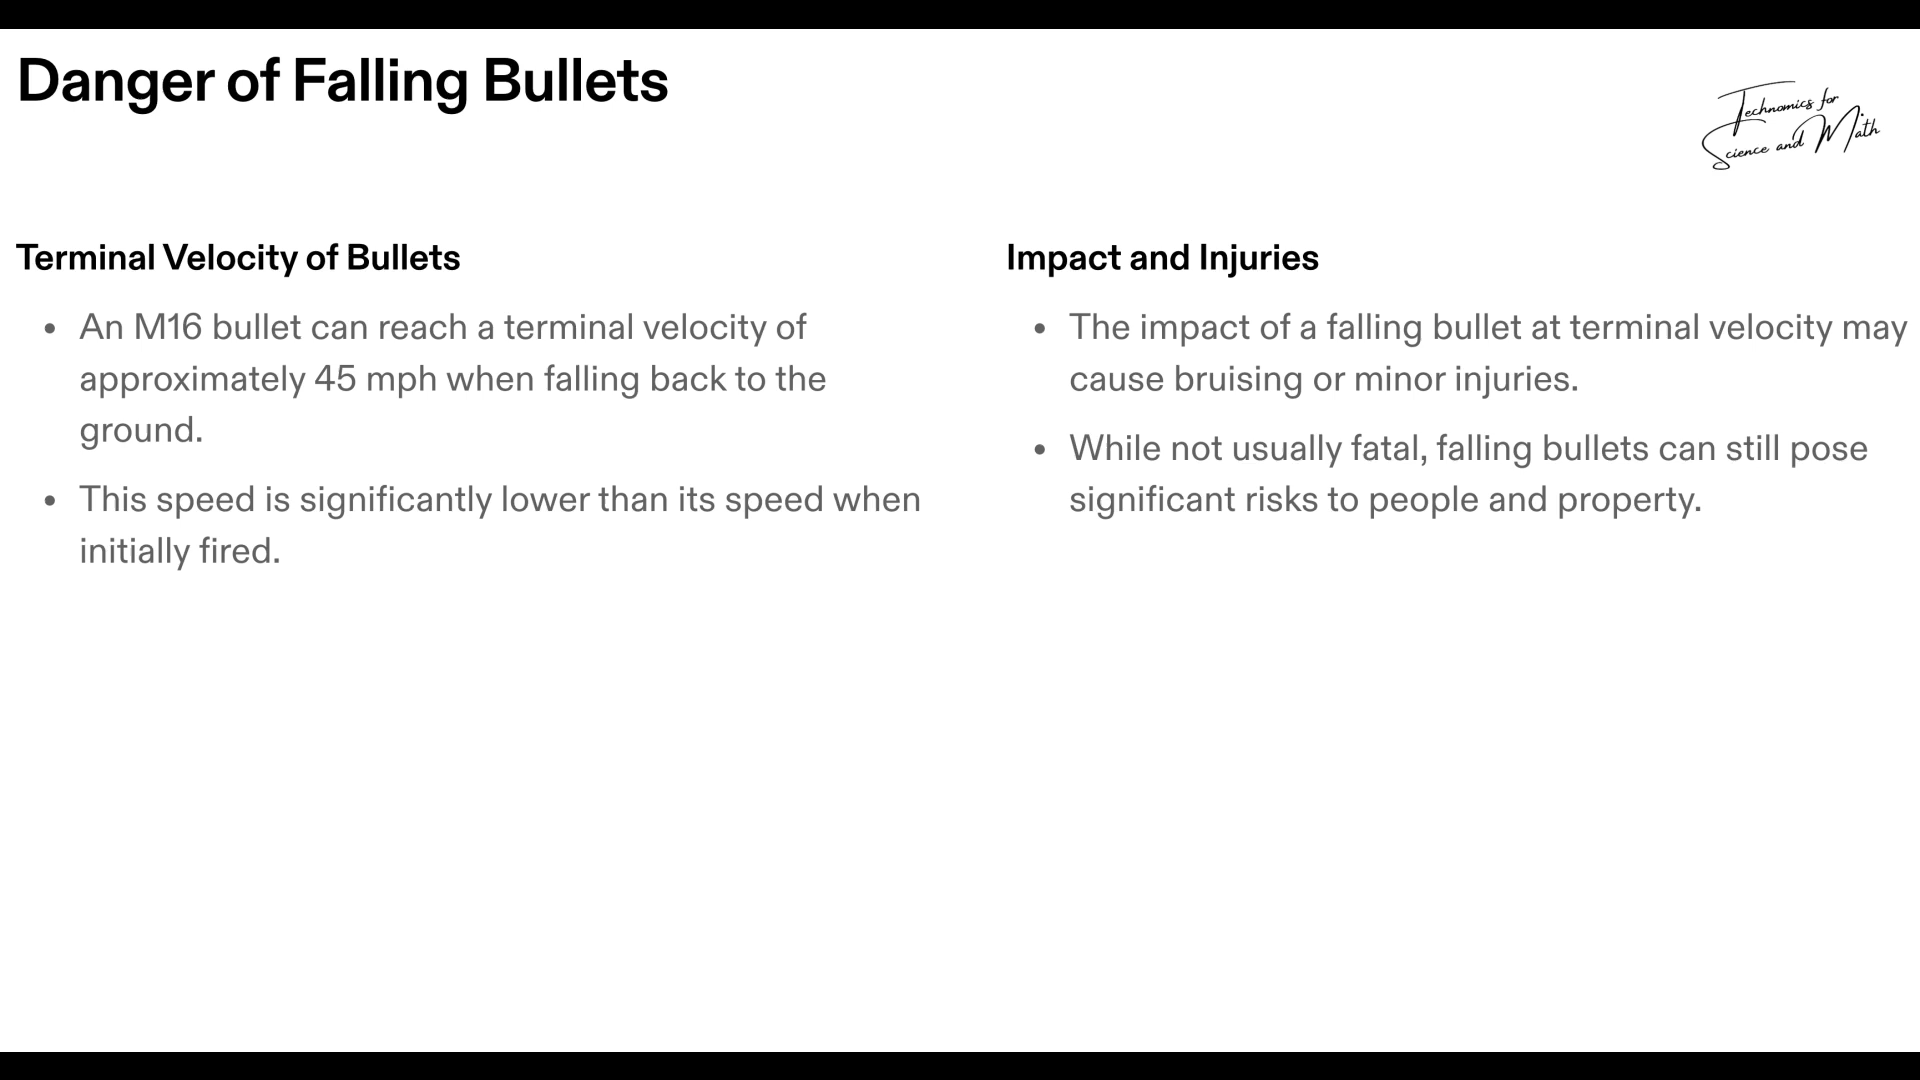 Danger of Falling Bullets
Technomics for
Science and Math
Terminal Velocity of Bullets
• An M16 bullet can reach a terminal velocity of
approximately 45 mph when falling back to the
ground.
• This speed is significantly lower than its speed when
initially fired.
Impact and Injuries
• The impact of a falling bullet at terminal velocity may
cause bruising or minor injuries.
• While not usually fatal, falling bullets can still pose
significant risks to people and property.